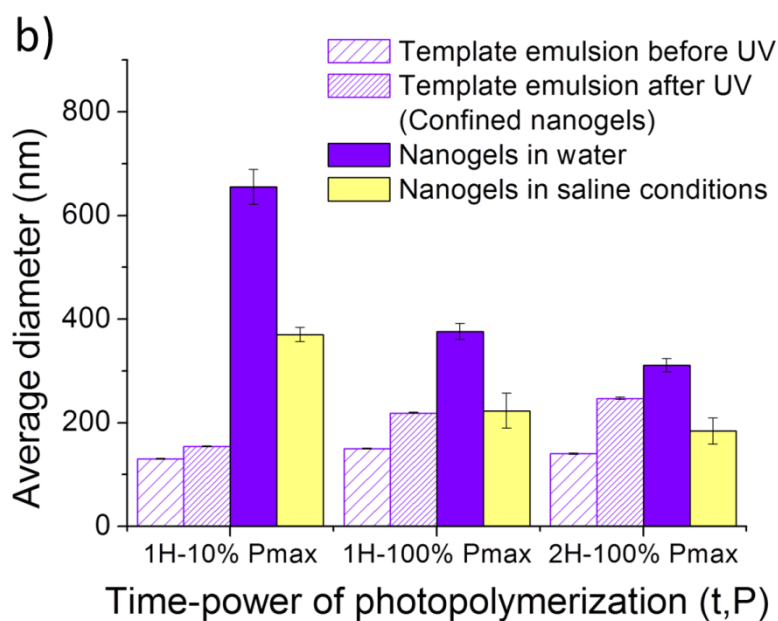 b)
Template emulsion before UV
Template emulsion after UV
(Confined nanogels)
Nanogels in water
Nanogels in saline conditions
Average diameter (nm)
800
600
400
200
0
1H-10% Pmax 1H-100% Pmax 2H-100% Pmax
Time-power of photopolymerization (t,P)